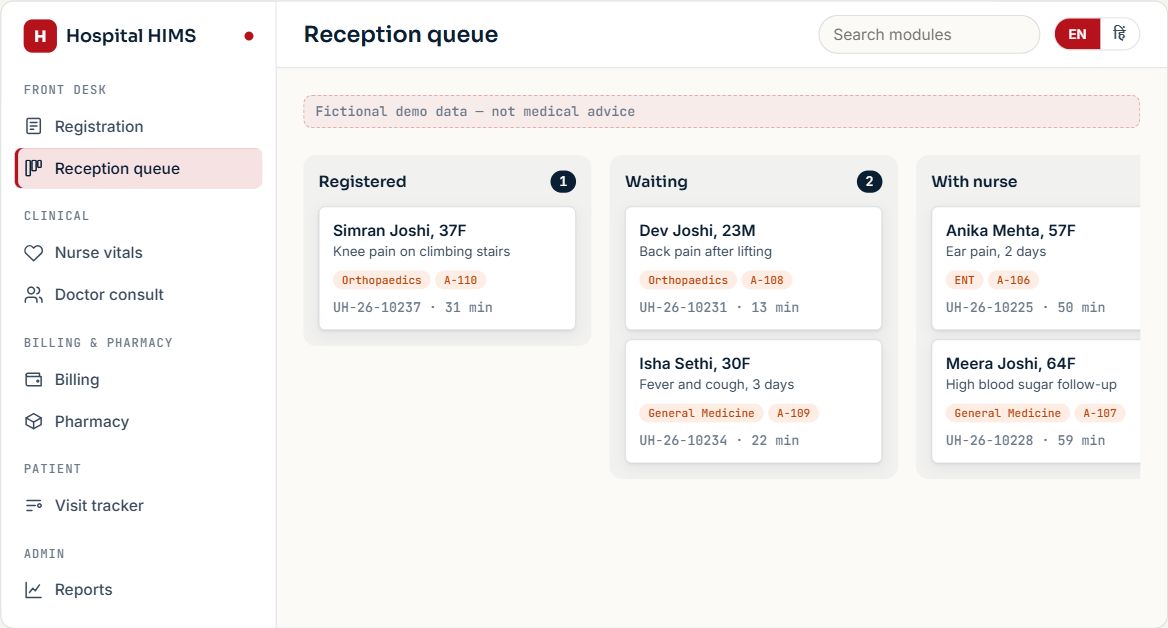 H Hospital HIMS
FRONT DESK
Registration
Reception queue
CLINICAL
Nurse vitals
Doctor consult
BILLING & PHARMACY
Billing
Pharmacy
PATIENT
Visit tracker
ADMIN
Reports
Reception queue
Search modules
EN हिं
Fictional demo data — not medical advice
Registered 1
Simran Joshi, 37F
Knee pain on climbing stairs
Orthopaedics A-110
UH-26-10237 · 31 min
Waiting 2
Dev Joshi, 23M
Back pain after lifting
Orthopaedics A-108
UH-26-10231 · 13 min
Isha Sethi, 30F
Fever and cough, 3 days
General Medicine A-109
UH-26-10234 · 22 min
With nurse
Anika Mehta, 57F
Ear pain, 2 days
ENT A-106
UH-26-10225 · 50 min
Meera Joshi, 64F
High blood sugar follow-up
General Medicine A-107
UH-26-10228 · 59 min